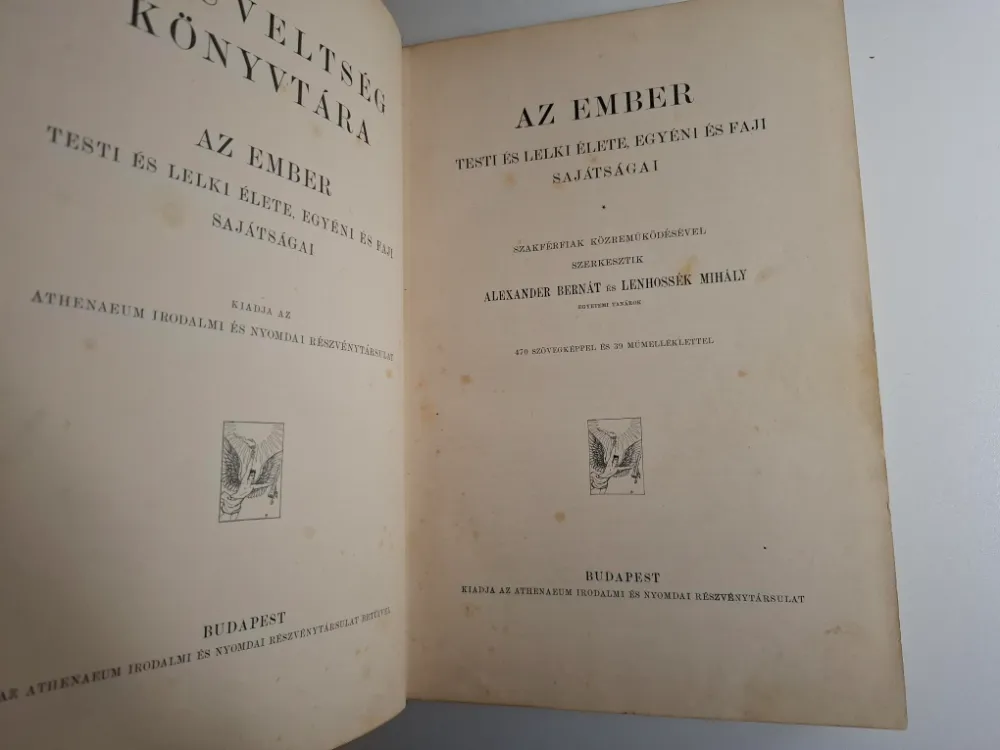 KÖNYVTÁRA
AZ EMBER
TESTI ÉS LELKI ÉLETE, EGYÉNI ÉS FAJI
SAJÁTSÁGAI
KIADJA AZ
ATHENAEUM IRODALMI ÉS NYOMDAI RÉSZVÉNYTÁRSULAT
BUDAPEST
AZ ATHENAEUM IRODALMI ÉS NYOMDAI RÉSZVÉNYTÁRSULAT BETŰIVEL
AZ EMBER
TESTI ÉS LELKI ÉLETE, EGYÉNI ÉS FAJI
SAJÁTSÁGAI
SZAKFÉRFIAK KÖZREMŰKÖDÉSÉVEL
SZERKESZTIK
ALEXANDER BERNÁT ÉS LENHOSSÉK MIHÁLY
EGYETEMI TANÁROK
470 SZÖVEGKÉPPEL ÉS 39 MŰMELLÉKLETTEL
BUDAPEST
KIADJA AZ ATHENAEUM IRODALMI ÉS NYOMDAI RÉSZVÉNYTÁRSULAT